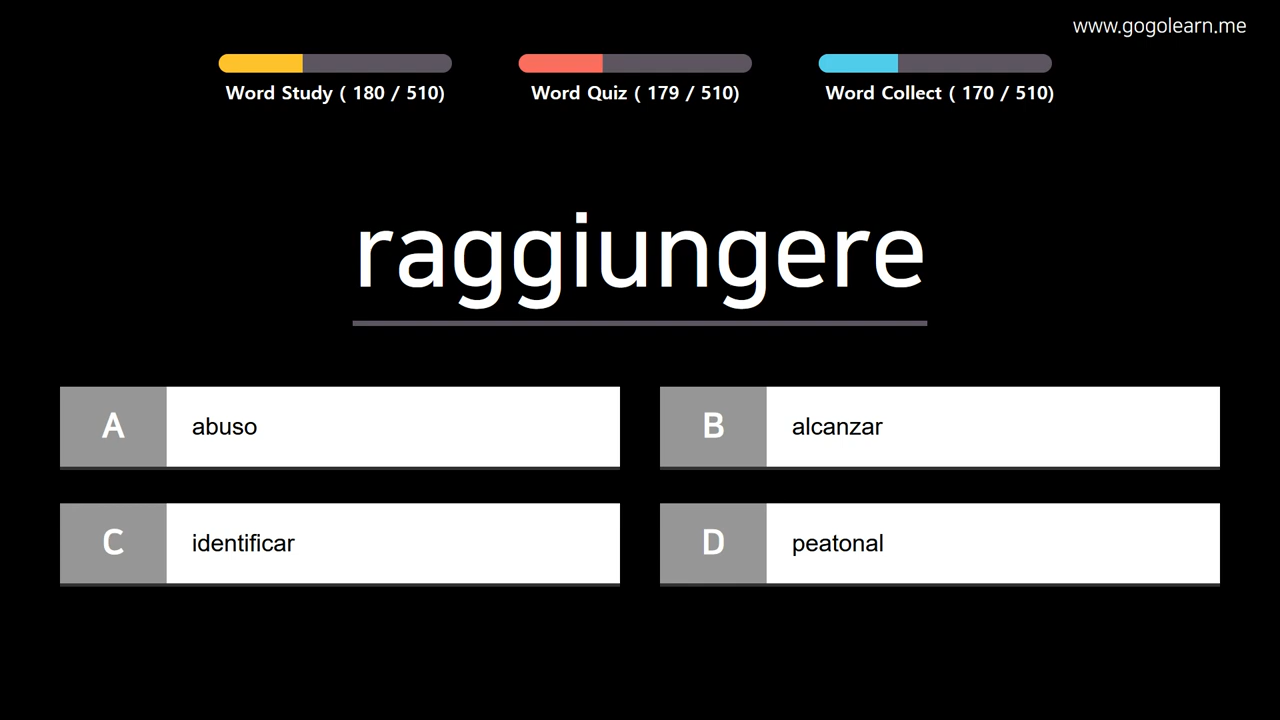 www.gogolearn.me
Word Study ( 180 / 510)
Word Quiz ( 179 / 510)
Word Collect ( 170 / 510)
raggiungere
A abuso
B alcanzar
C identificar
D peatonal